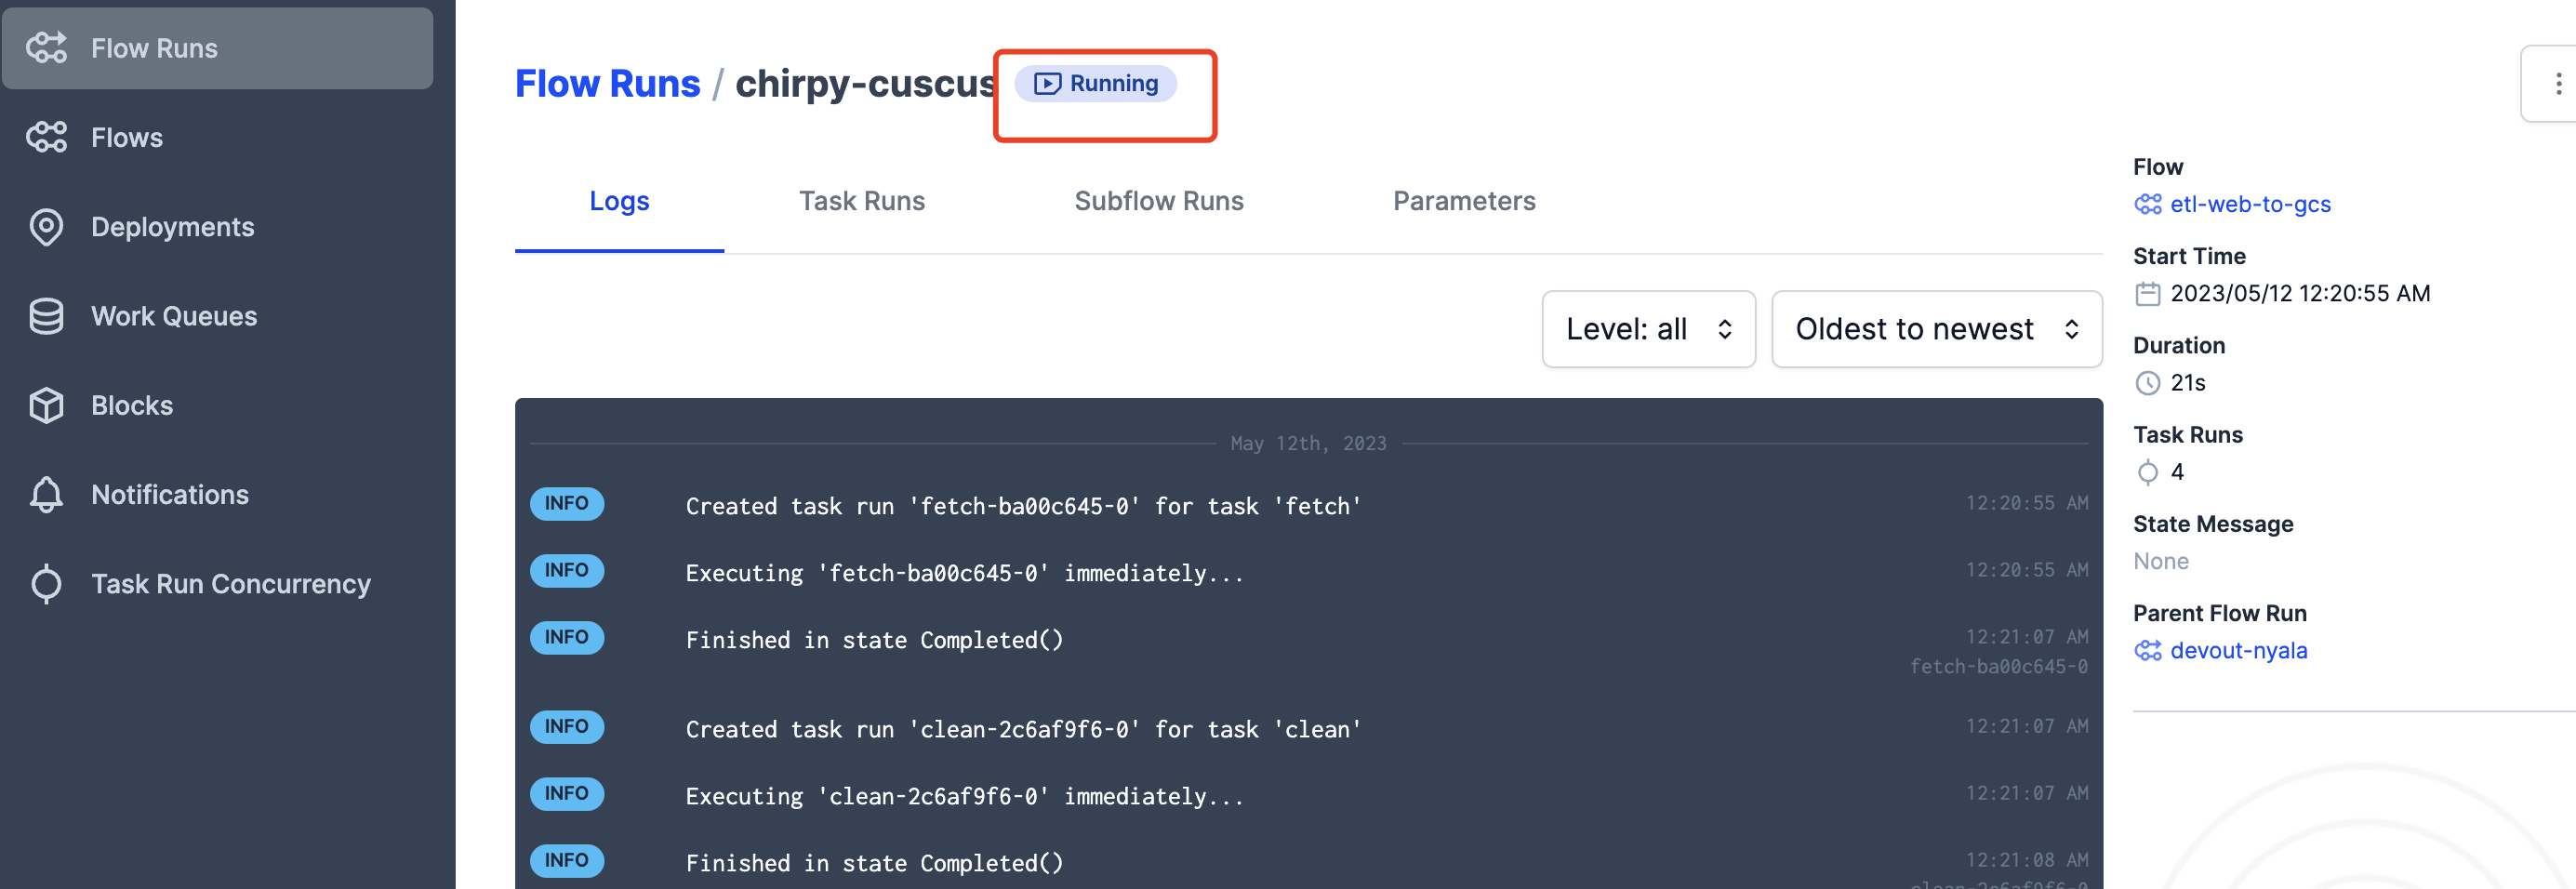 Flow Runs
Flows
Deployments
Work Queues
Blocks
Notifications
Task Run Concurrency
Flow Runs / chirpy-cuscus Running
Logs Task Runs Subflow Runs Parameters
Level: all Oldest to newest
May 12th, 2023
INFO Created task run 'fetch-ba00c645-0' for task 'fetch' 12:20:55 AM
INFO Executing 'fetch-ba00c645-0' immediately... 12:20:55 AM
INFO Finished in state Completed() 12:21:07 AM
fetch-ba00c645-0
INFO Created task run 'clean-2c6af9f6-0' for task 'clean' 12:21:07 AM
INFO Executing 'clean-2c6af9f6-0' immediately... 12:21:07 AM
INFO Finished in state Completed() 12:21:08 AM
clean-2c6af9f6-0
Flow
etl-web-to-gcs
Start Time
2023/05/12 12:20:55 AM
Duration
21s
Task Runs
4
State Message
None
Parent Flow Run
devout-nyala